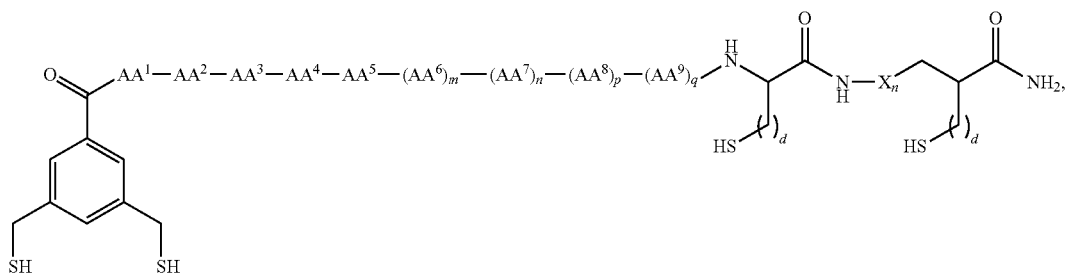 O O O
AA¹—AA²—AA³—AA⁴—AA⁵—(AA⁶)ₘ—(AA⁷)ₙ—(AA⁸)ₚ—(AA⁹)q H N N H Xₙ NH₂,
HS ( )d HS ( )d
SH SH